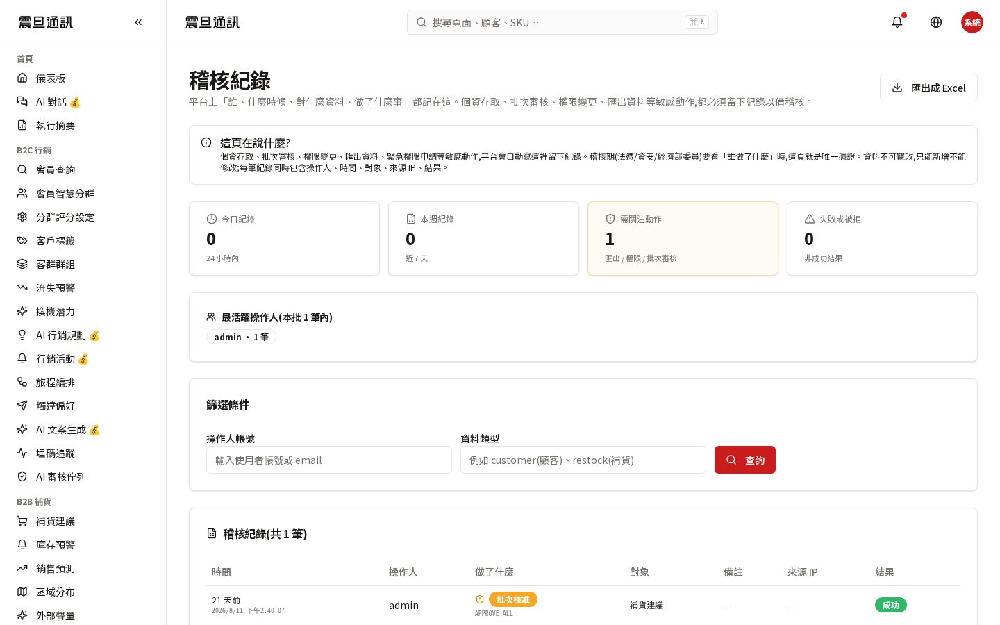 震旦通訊
震旦通訊
搜尋頁面、顧客、SKU…
⌘ K
系統
首頁
儀表板
AI 對話 💰
執行摘要
B2C 行銷
會員查詢
會員智慧分群
分群評分設定
客戶標籤
客群群組
流失預警
換機潛力
AI 行銷規劃 💰
行銷活動 💰
旅程編排
觸達偏好
AI 文案生成 💰
埋碼追蹤
AI 審核佇列
B2B 補貨
補貨建議
庫存預警
銷售預測
區域分布
外部聲量
稽核紀錄
平台上「誰、什麼時候、對什麼資料、做了什麼事」都記在這。個資存取、批次審核、權限變更、匯出資料等敏感動作,都必須留下紀錄以備稽核。
匯出成 Excel
這頁在說什麼?
個資存取、批次審核、權限變更、匯出資料、緊急權限申請等敏感動作,平台會自動寫這裡留下紀錄。稽核期(法遵/資安/經濟部委員)要看「誰做了什麼」時,這頁就是唯一憑證。資料不可竄改,只能新增不能
修改;每筆紀錄同時包含操作人、時間、對象、來源 IP、結果。
今日紀錄
0
24 小時內
本週紀錄
0
近 7 天
需關注動作
1
匯出 / 權限 / 批次審核
失敗或被拒
0
非成功結果
最活躍操作人(本批 1 筆內)
admin · 1 筆
篩選條件
操作人帳號
輸入使用者帳號或 email
資料類型
例如:customer(顧客)、restock(補貨)
查詢
稽核紀錄(共 1 筆)
時間 操作人 做了什麼 對象 備註 來源 IP 結果
21 天前
2026/8/11 下午2:40:07
admin
批次核准
APPROVE_ALL
補貨建議
—
—
成功